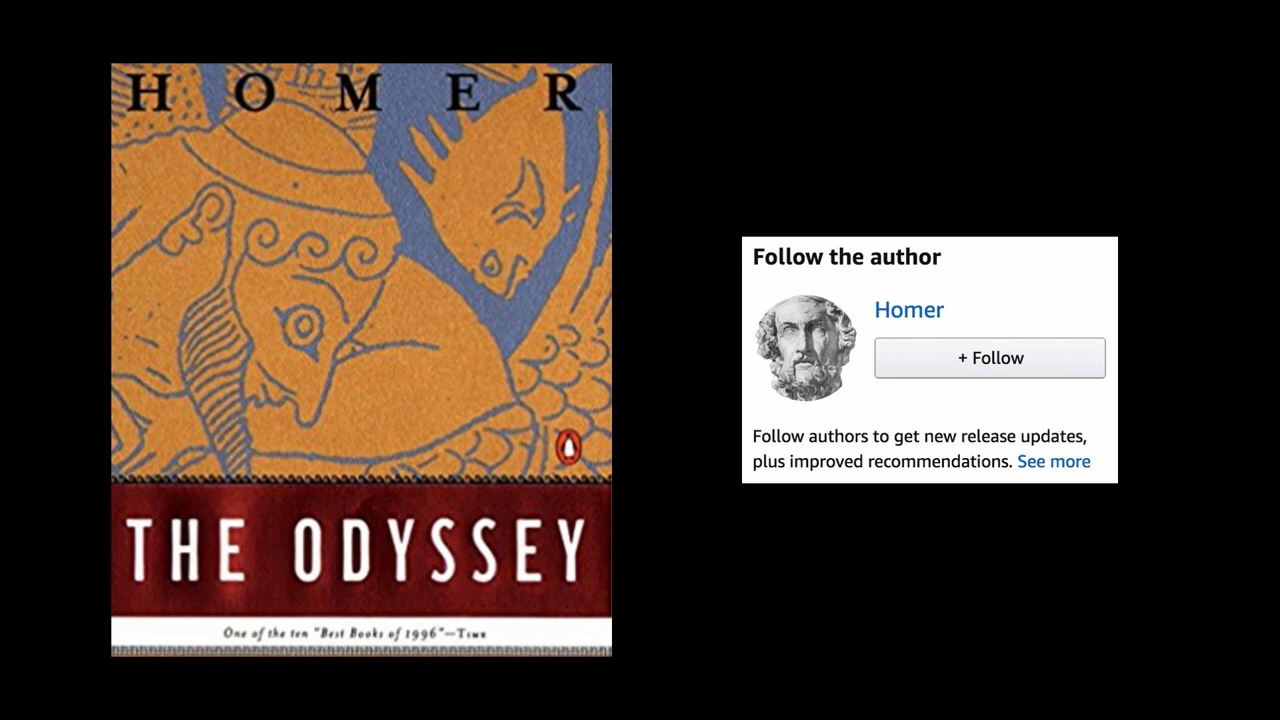 HOMER
THE ODYSSEY
One of the ten "Best Books of 1996"—TIME
Follow the author
Homer
+ Follow
Follow authors to get new release updates,
plus improved recommendations. See more